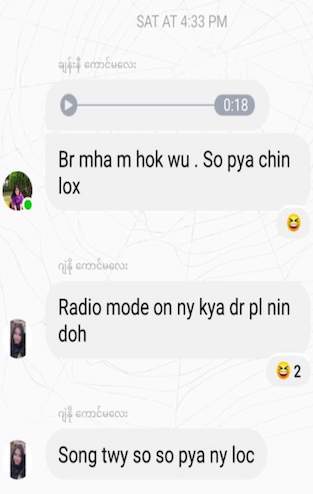 SAT AT 4:33 PM
ချန်နီ ကောင်မလေး
0:18
Br mha m hok wu . So pya chin
lox
ဂျဲနို ကောင်မလေး
Radio mode on ny kya dr pl nin
doh
2
ဂျဲနို ကောင်မလေး
Song twy so so pya ny loc